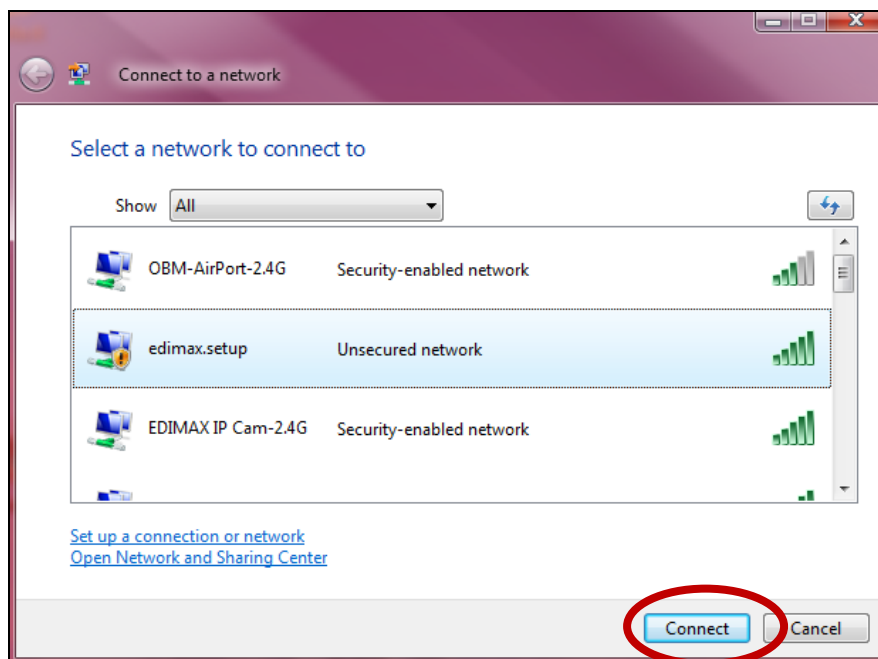 Connect to a network
Select a network to connect to
Show All
OBM-AirPort-2.4G Security-enabled network
edimax.setup Unsecured network
EDIMAX IP Cam-2.4G Security-enabled network
Set up a connection or network
Open Network and Sharing Center
Connect Cancel